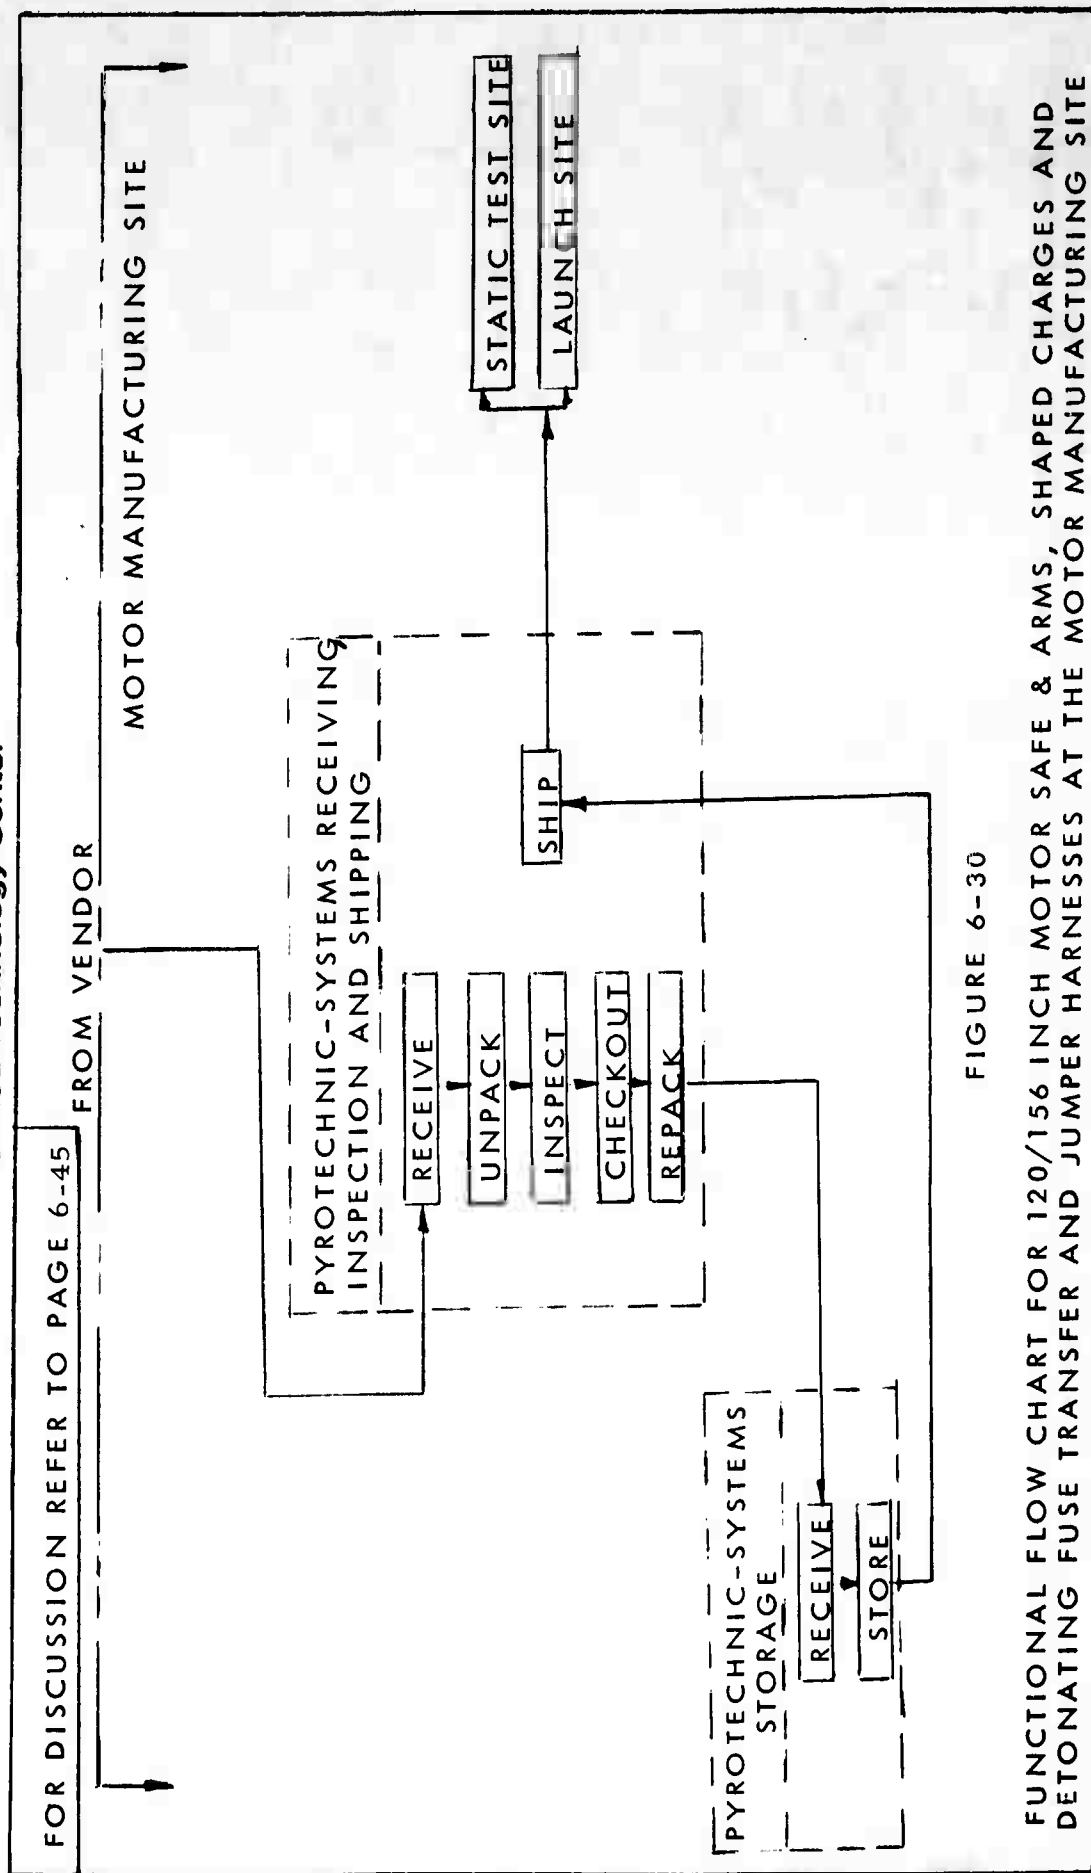 FOR DISCUSSION REFER TO PAGE 6-45
FROM VENDOR
MOTOR MANUFACTURING SITE
PYROTECHNIC-SYSTEMS RECEIVING
INSPECTION AND SHIPPING
RECEIVE
UNPACK
INSPECT
CHECKOUT
REPACK
SHIP
STATIC TEST SITE
LAUNCH SITE
PYROTECHNIC-SYSTEMS
STORAGE
RECEIVE
STORE
FIGURE 6-30
FUNCTIONAL FLOW CHART FOR 120/156 INCH MOTOR SAFE & ARMS, SHAPED CHARGES AND
DETONATING FUSE TRANSFER AND JUMPER HARNESSES AT THE MOTOR MANUFACTURING SITE